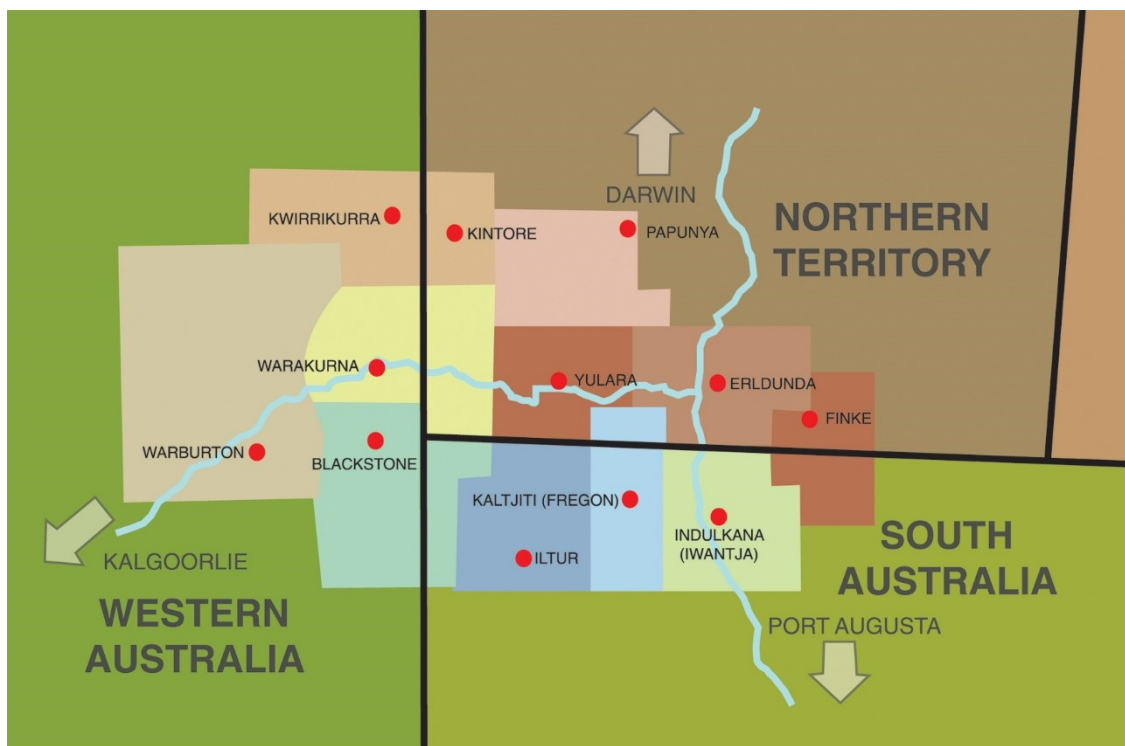 DARWIN
NORTHERN
TERRITORY
KWIRRIKURRA
KINTORE
PAPUNYA
WARAKURNA
YULARA
ERLDUNDA
FINKE
WARBURTON
BLACKSTONE
KALTJITI (FREGON)
INDULKANA
(IWANTJA)
ILTUR
KALGOORLIE
SOUTH
AUSTRALIA
WESTERN
AUSTRALIA
PORT AUGUSTA